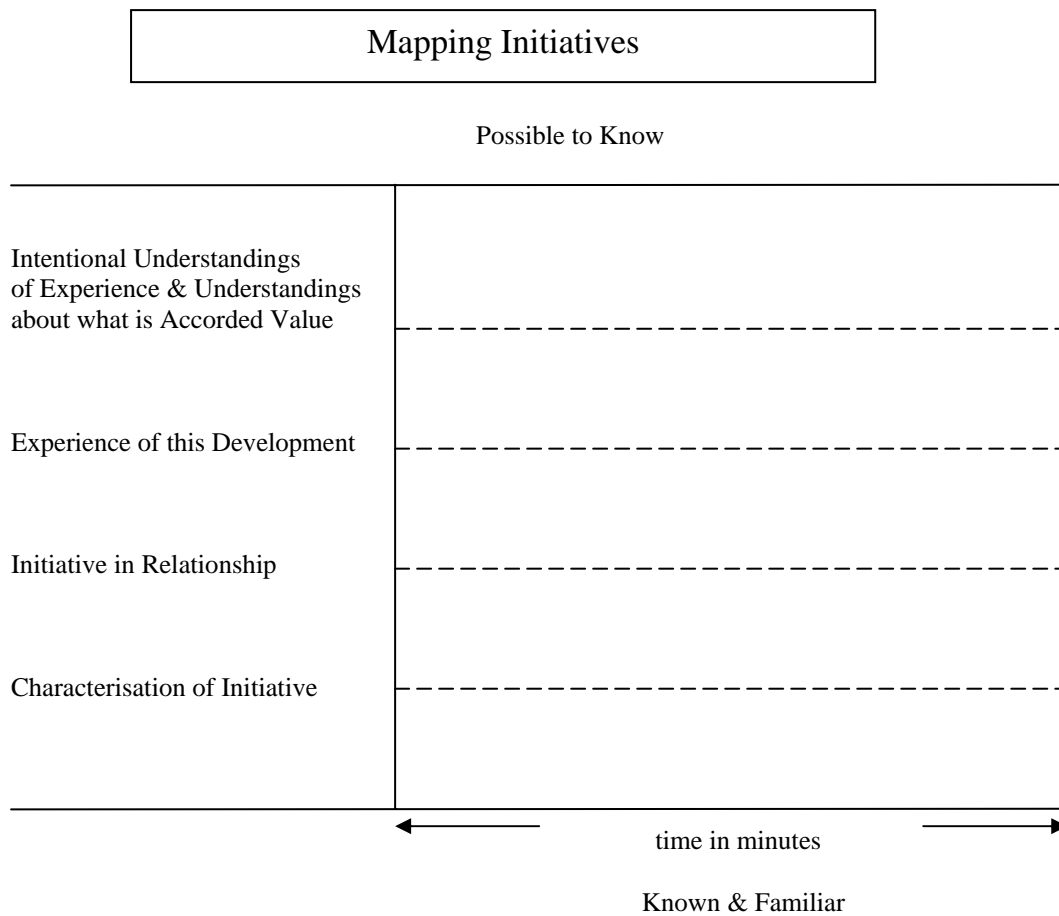 Mapping Initiatives
Possible to Know
Intentional Understandings
of Experience & Understandings
about what is Accorded Value
Experience of this Development
Initiative in Relationship
Characterisation of Initiative
time in minutes
Known & Familiar